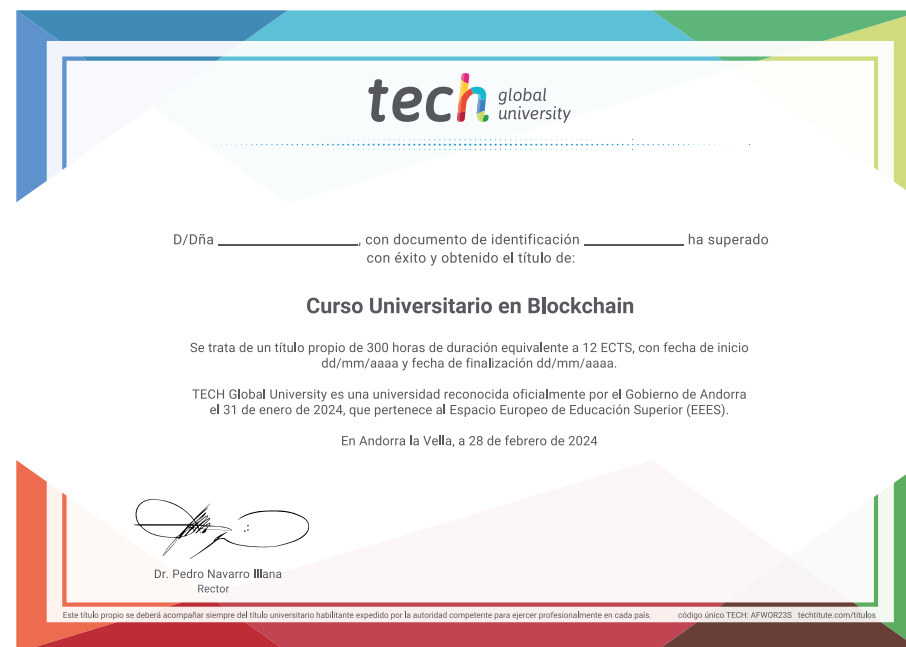 tech global university
D/Dña ____________________, con documento de identificación ______________ ha superado
con éxito y obtenido el título de:
Curso Universitario en Blockchain
Se trata de un título propio de 300 horas de duración equivalente a 12 ECTS, con fecha de inicio
dd/mm/aaaa y fecha de finalización dd/mm/aaaa.
TECH Global University es una universidad reconocida oficialmente por el Gobierno de Andorra
el 31 de enero de 2024, que pertenece al Espacio Europeo de Educación Superior (EEES).
En Andorra la Vella, a 28 de febrero de 2024
Dr. Pedro Navarro Illana
Rector
Este título propio se deberá acompañar siempre del título universitario habilitante expedido por la autoridad competente para ejercer profesionalmente en cada país. código único TECH: AFWOR23S techtitute.com/titulos